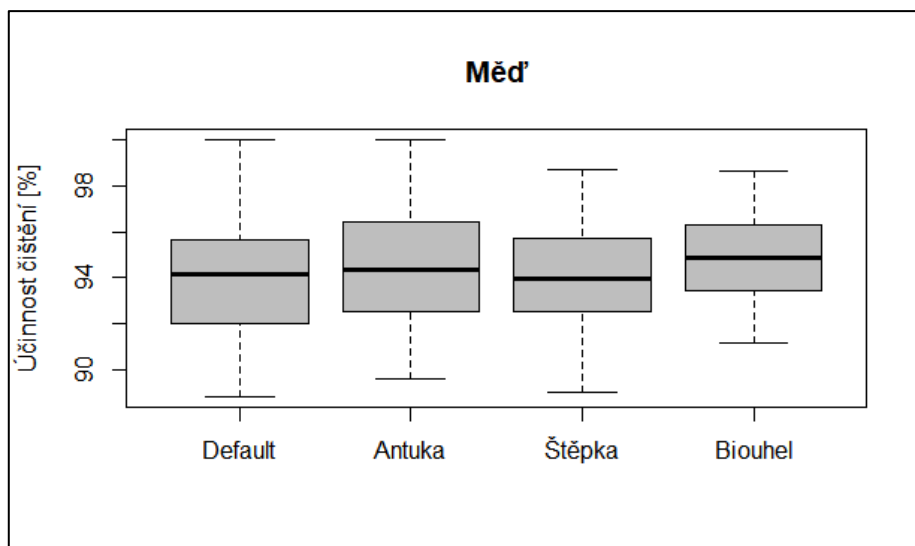 Měď
Účinnost čištění [%]
98
94
90
Default Antuka Štěpka Biouhel